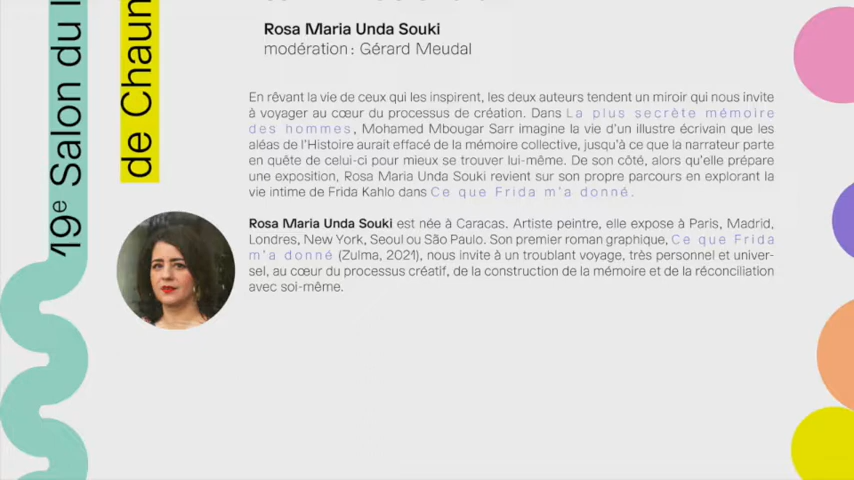 19e Salon du
de Chaun
Rosa Maria Unda Souki
modération : Gérard Meudal
En rêvant la vie de ceux qui les inspirent, les deux auteurs tendent un miroir qui nous invite
à voyager au cœur du processus de création. Dans La plus secrète mémoire
des hommes, Mohamed Mbougar Sarr imagine la vie d'un illustre écrivain que les
aléas de l'Histoire aurait effacé de la mémoire collective, jusqu'à ce que la narrateur parte
en quête de celui-ci pour mieux se trouver lui-même. De son côté, alors qu'elle prépare
une exposition, Rosa Maria Unda Souki revient sur son propre parcours en explorant la
vie intime de Frida Kahlo dans Ce que Frida m'a donné.
Rosa Maria Unda Souki est née à Caracas. Artiste peintre, elle expose à Paris, Madrid,
Londres, New York, Seoul ou São Paulo. Son premier roman graphique, Ce que Frida
m'a donné (Zulma, 2021), nous invite à un troublant voyage, très personnel et univer-
sel, au cœur du processus créatif, de la construction de la mémoire et de la réconciliation
avec soi-même.